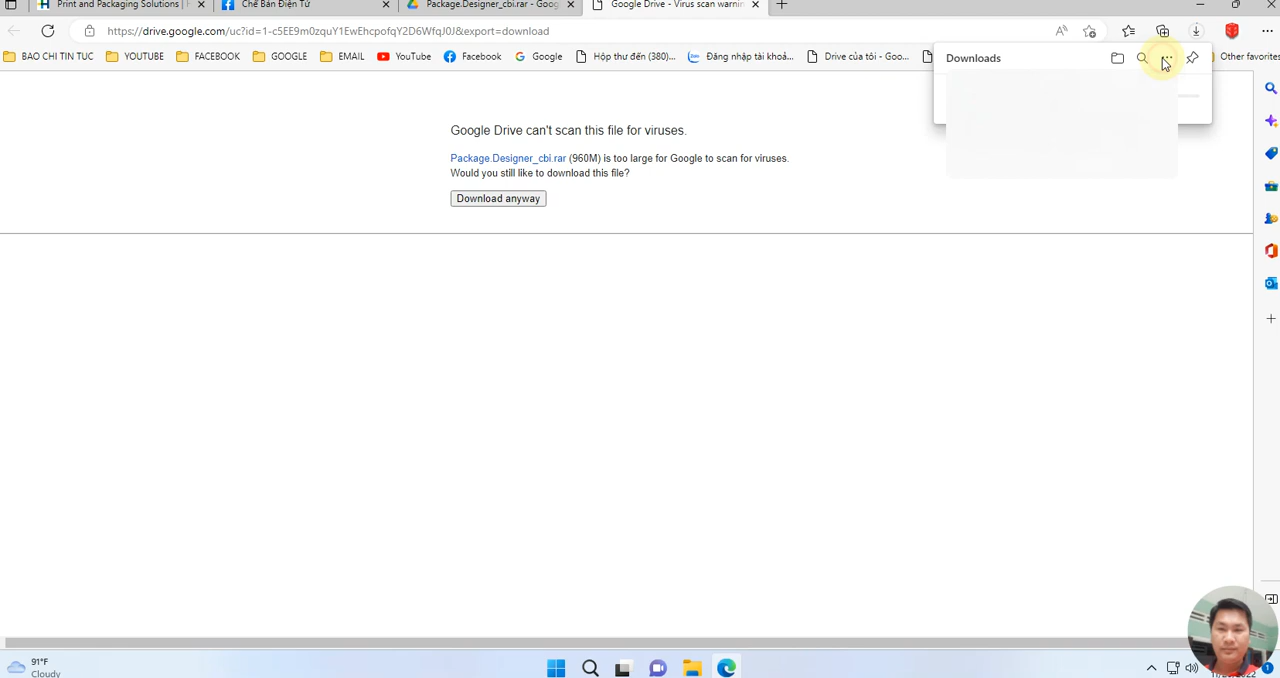 Print and Packaging Solutions |
Chế Bản Điện Tử
Package.Designer_cbi.rar - Goog
Google Drive - Virus scan warnin
https://drive.google.com/uc?id=1-c5EE9m0zquY1EwEhcpofqY2D6WfqJ0J&export=download
BAO CHI TIN TUC
YOUTUBE
FACEBOOK
GOOGLE
EMAIL
YouTube
Facebook
Google
Hộp thư đến (380)...
Đăng nhập tài khoả...
Drive của tôi - Goo...
Other favorites
Downloads
Google Drive can't scan this file for viruses.
Package.Designer_cbi.rar (960M) is too large for Google to scan for viruses.
Would you still like to download this file?
Download anyway
91°F
Cloudy